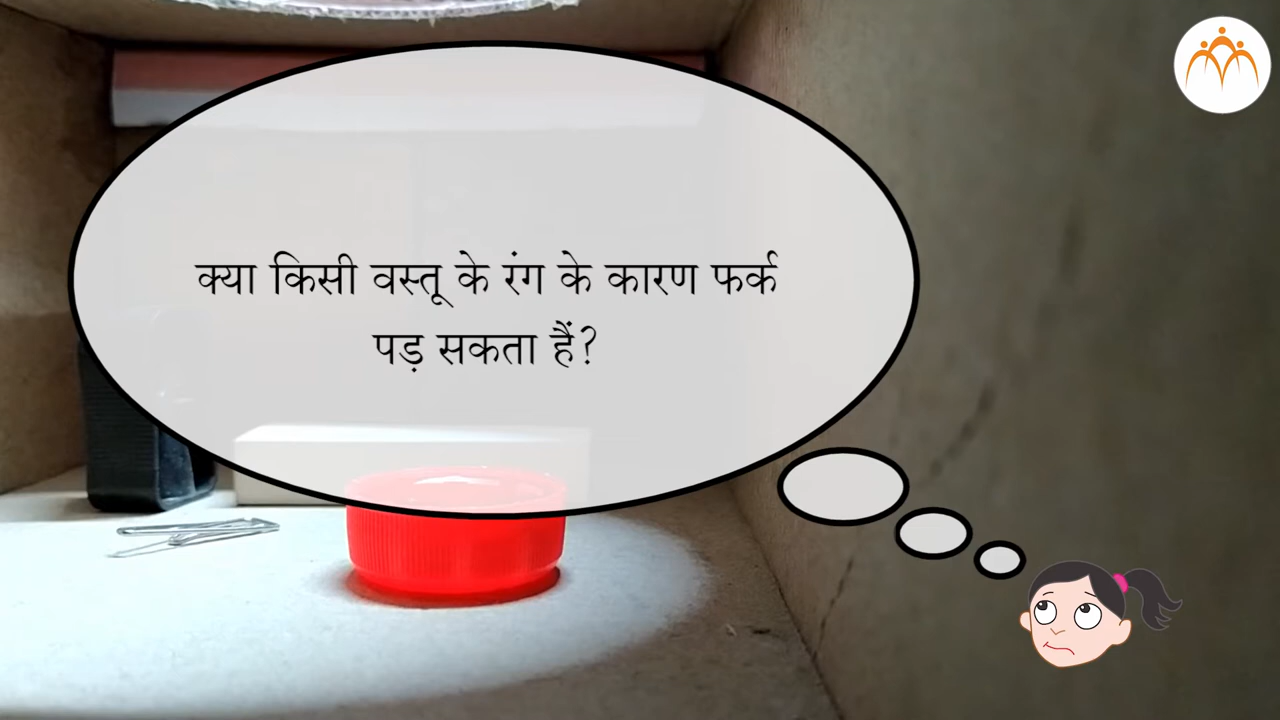 क्या किसी वस्तू के रंग के कारण फर्क
पड़ सकता हैं?